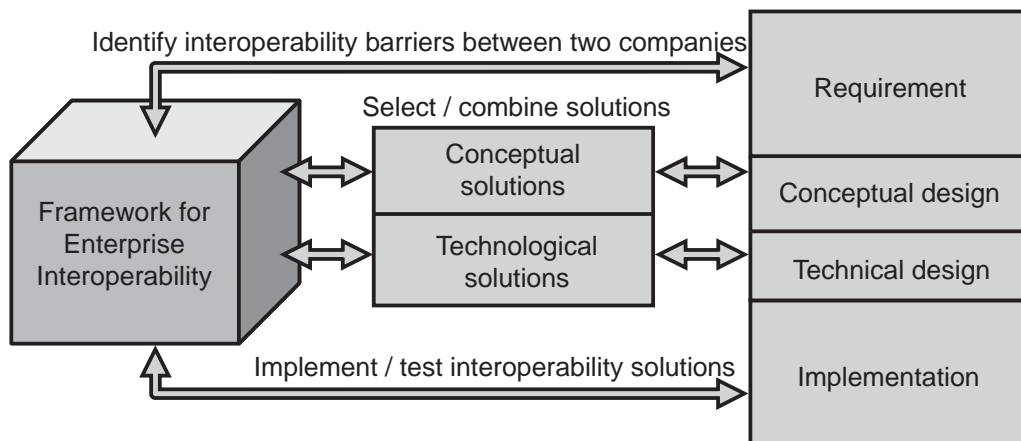 Identify interoperability barriers between two companies
Requirement
Select / combine solutions
Conceptual
solutions
Conceptual design
Framework for
Enterprise
Interoperability
Technological
solutions
Technical design
Implement / test interoperability solutions
Implementation